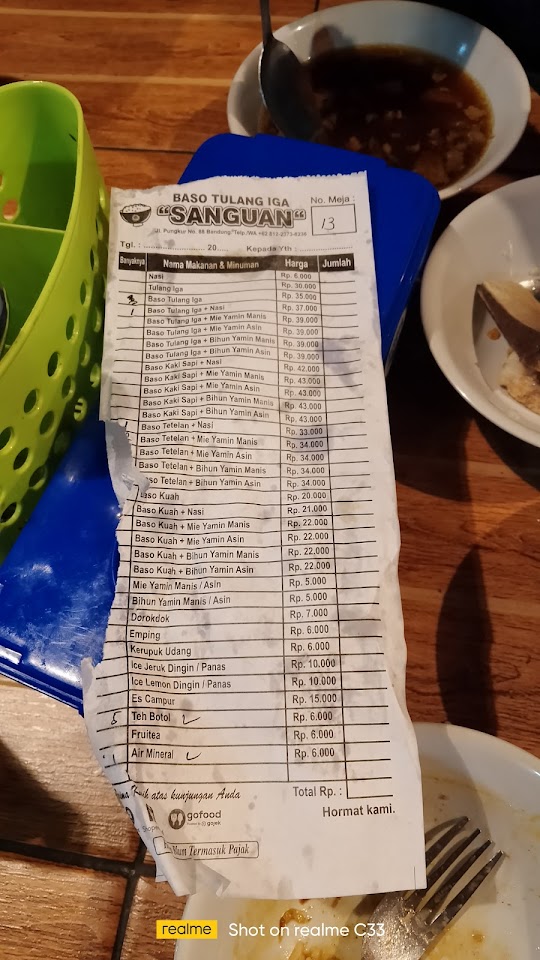 BASO TULANG IGA
"SANGUAN"
No. Meja :
13
Jl. Pungkur No. 88 Bandung
Tgl. : 20 Kepada Yth :
Banyaknya Nama Makanan & Minuman Harga Jumlah
Nasi Rp. 6.000
Tulang Iga Rp. 30.000
Baso Tulang Iga Rp. 35.000
1 Baso Tulang Iga + Nasi Rp. 37.000
Baso Tulang Iga + Mie Yamin Manis Rp. 39.000
Baso Tulang Iga + Mie Yamin Asin Rp. 39.000
Baso Tulang Iga + Bihun Yamin Manis Rp. 39.000
Baso Tulang Iga + Bihun Yamin Asin Rp. 39.000
Baso Kaki Sapi + Nasi Rp. 42.000
Baso Kaki Sapi + Mie Yamin Manis Rp. 43.000
Baso Kaki Sapi + Mie Yamin Asin Rp. 43.000
Baso Kaki Sapi + Bihun Yamin Manis Rp. 43.000
Baso Kaki Sapi + Bihun Yamin Asin Rp. 43.000
Baso Tetelan + Nasi Rp. 33.000
Baso Tetelan + Mie Yamin Manis Rp. 34.000
Baso Tetelan + Mie Yamin Asin Rp. 34.000
Baso Tetelan + Bihun Yamin Manis Rp. 34.000
Baso Tetelan + Bihun Yamin Asin Rp. 34.000
aso Kuah Rp. 20.000
Baso Kuah + Nasi Rp. 21.000
Baso Kuah + Mie Yamin Manis Rp. 22.000
Baso Kuah + Mie Yamin Asin Rp. 22.000
Baso Kuah + Bihun Yamin Manis Rp. 22,000
Baso Kuah + Bihun Yamin Asin Rp. 22.000
Mie Yamin Manis / Asin Rp. 5.000
Bihun Yamin Manis / Asin Rp. 5.000
Dorokdok Rp. 7.000
Emping Rp. 6.000
Kerupuk Udang Rp. 6.000
Ice Jeruk Dingin / Panas Rp. 10.000
Ice Lemon Dingin / Panas Rp. 10.000
Es Campur Rp. 15.000
5 Teh Botol ✓ Rp. 6.000
Fruitea Rp. 6.000
1 Air Mineral ✓ Rp. 6.000
Total Rp. :
atas kunjungan Anda
Hormat kami.
gofood
gojek
Termasuk Pajak
realme Shot on realme C33